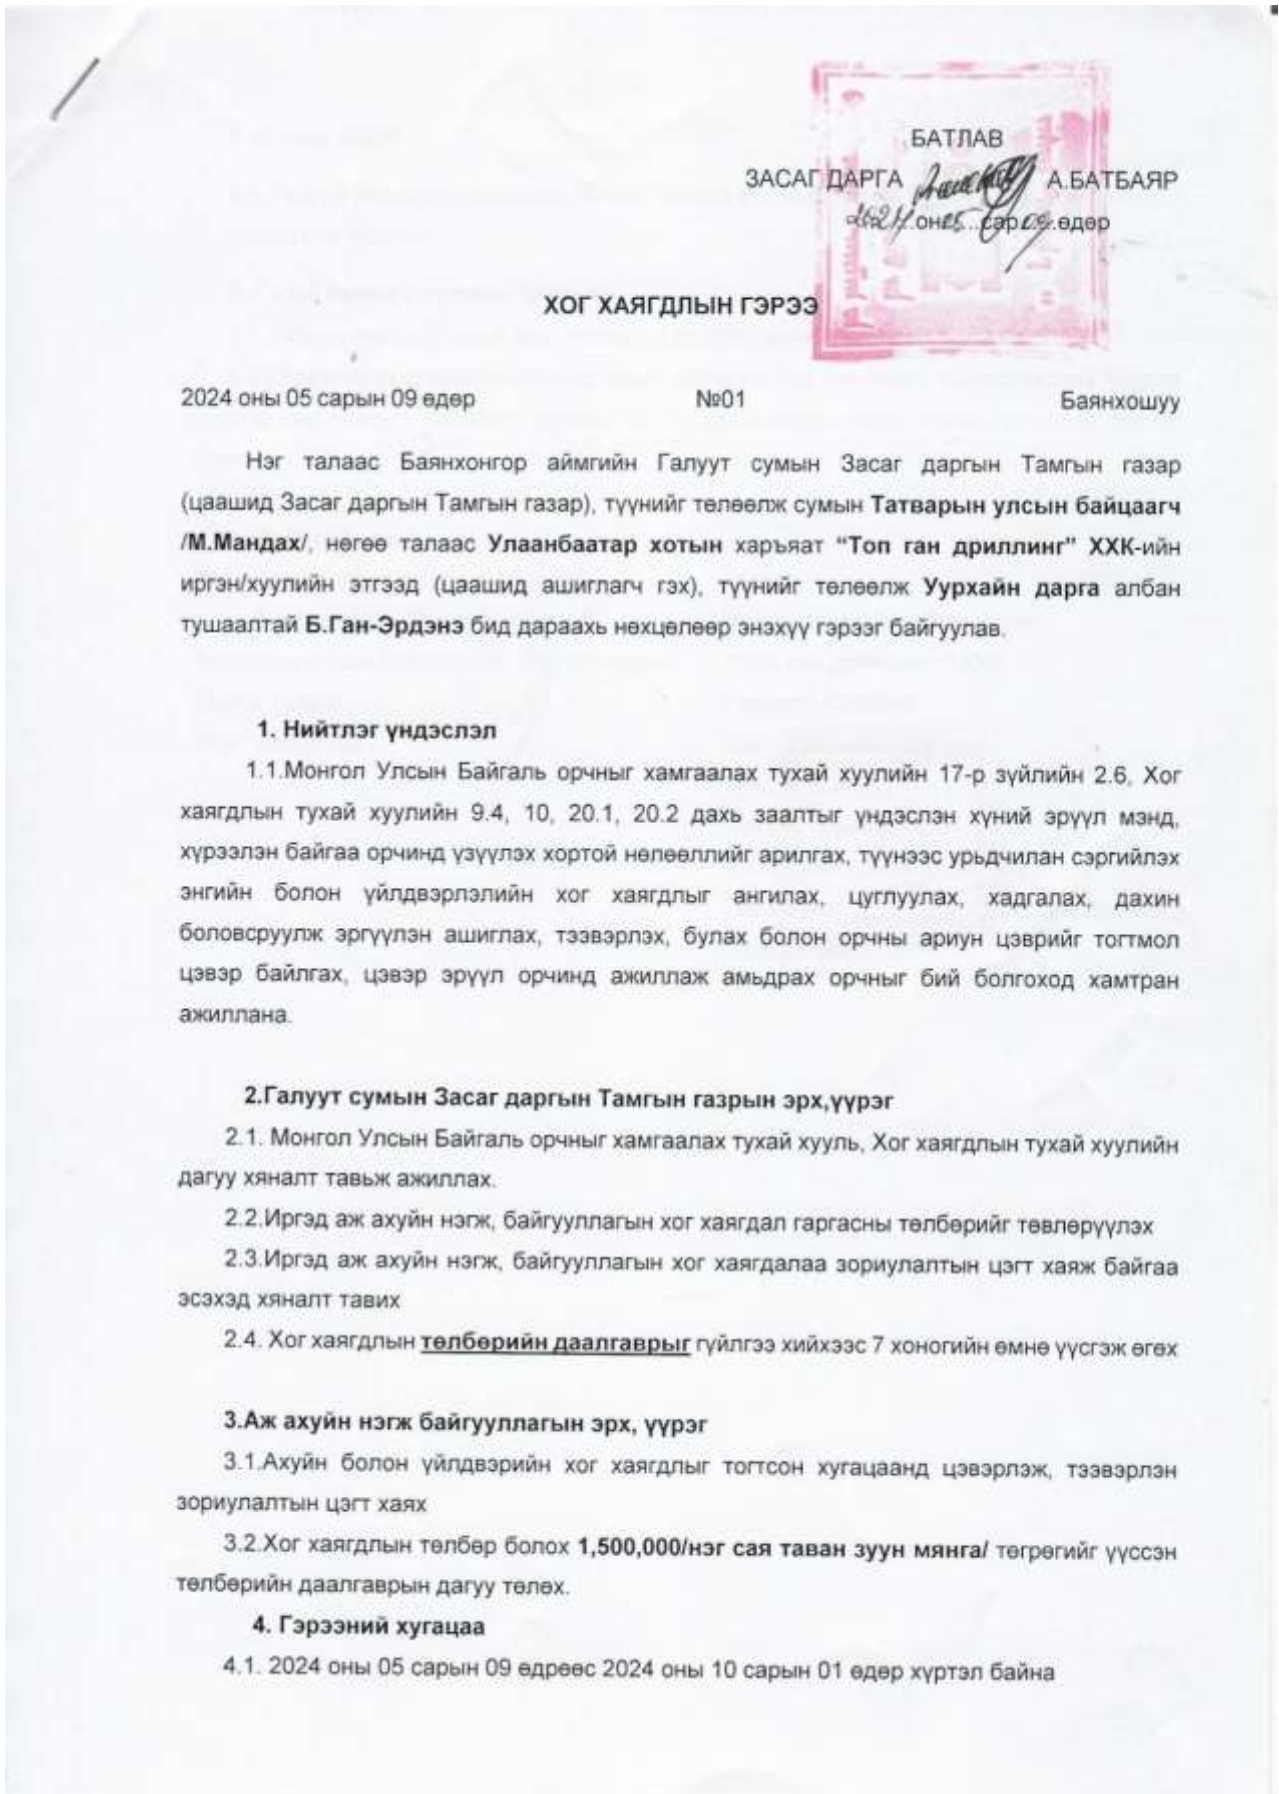 БАТЛАВ
ЗАСАГ ДАРГА А.БАТБАЯР
2024 он 05 сар 09 өдөр
ХОГ ХАЯГДЛЫН ГЭРЭЭ
2024 оны 05 сарын 09 өдөр №01 Баянхошуу
Нэг талаас Баянхонгор аймгийн Галуут сумын Засаг даргын Тамгын газар
(цаашид Засаг даргын Тамгын газар), түүнийг төлөөлж сумын Татварын улсын байцаагч
/М.Мандах/, нөгөө талаас Улаанбаатар хотын харъяат “Топ ган дриллинг” ХХК-ийн
иргэн/хуулийн этгээд (цаашид ашиглагч гэх), түүнийг төлөөлж Уурхайн дарга албан
тушаалтай Б.Ган-Эрдэнэ бид дараахь нөхцөлөөр энэхүү гэрээг байгуулав.
1. Нийтлэг үндэслэл
1.1.Монгол Улсын Байгаль орчныг хамгаалах тухай хуулийн 17-р зүйлийн 2.6, Хог
хаягдлын тухай хуулийн 9.4, 10, 20.1, 20.2 дахь заалтыг үндэслэн хүний эрүүл мэнд,
хүрээлэн байгаа орчинд үзүүлэх хортой нөлөөллийг арилгах, түүнээс урьдчилан сэргийлэх
энгийн болон үйлдвэрлэлийн хог хаягдлыг ангилах, цуглуулах, хадгалах, дахин
боловсруулж эргүүлэн ашиглах, тээвэрлэх, булах болон орчны ариун цэврийг тогтмол
цэвэр байлгах, цэвэр эрүүл орчинд ажиллаж амьдрах орчныг бий болгоход хамтран
ажиллана.
2.Галуут сумын Засаг даргын Тамгын газрын эрх,үүрэг
2.1. Монгол Улсын Байгаль орчныг хамгаалах тухай хууль, Хог хаягдлын тухай хуулийн
дагуу хяналт тавьж ажиллах.
2.2.Иргэд аж ахуйн нэгж, байгууллагын хог хаягдал гаргасны төлбөрийг төвлөрүүлэх
2.3.Иргэд аж ахуйн нэгж, байгууллагын хог хаягдалаа зориулалтын цэгт хаяж байгаа
эсэхэд хяналт тавих
2.4. Хог хаягдлын төлбөрийн даалгаврыг гүйлгээ хийхээс 7 хоногийн өмнө үүсгэж өгөх
3.Аж ахуйн нэгж байгууллагын эрх, үүрэг
3.1.Ахуйн болон үйлдвэрийн хог хаягдлыг тогтсон хугацаанд цэвэрлэж, тээвэрлэн
зориулалтын цэгт хаях
3.2.Хог хаягдлын төлбөр болох 1,500,000/нэг сая таван зуун мянга/ төгрөгийг үүссэн
төлбөрийн даалгаврын дагуу төлөх.
4. Гэрээний хугацаа
4.1. 2024 оны 05 сарын 09 өдрөөс 2024 оны 10 сарын 01 өдөр хүртэл байна